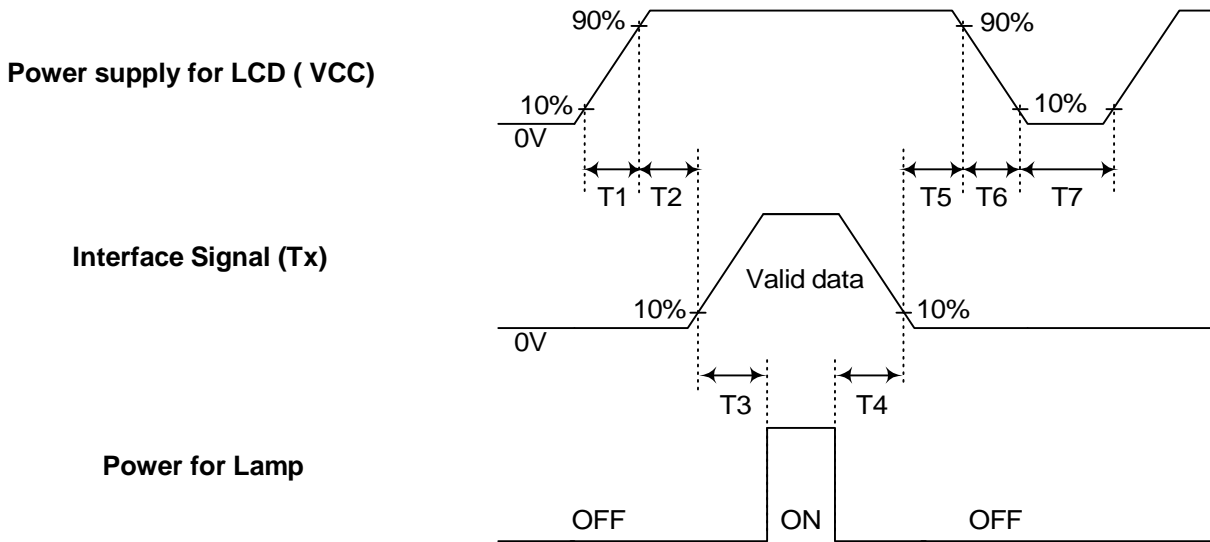 90%
90%
Power supply for LCD ( VCC)
10%
10%
0V
T1
T2
T5
T6
T7
Interface Signal (Tx)
Valid data
10%
10%
0V
T3
T4
Power for Lamp
OFF
ON
OFF